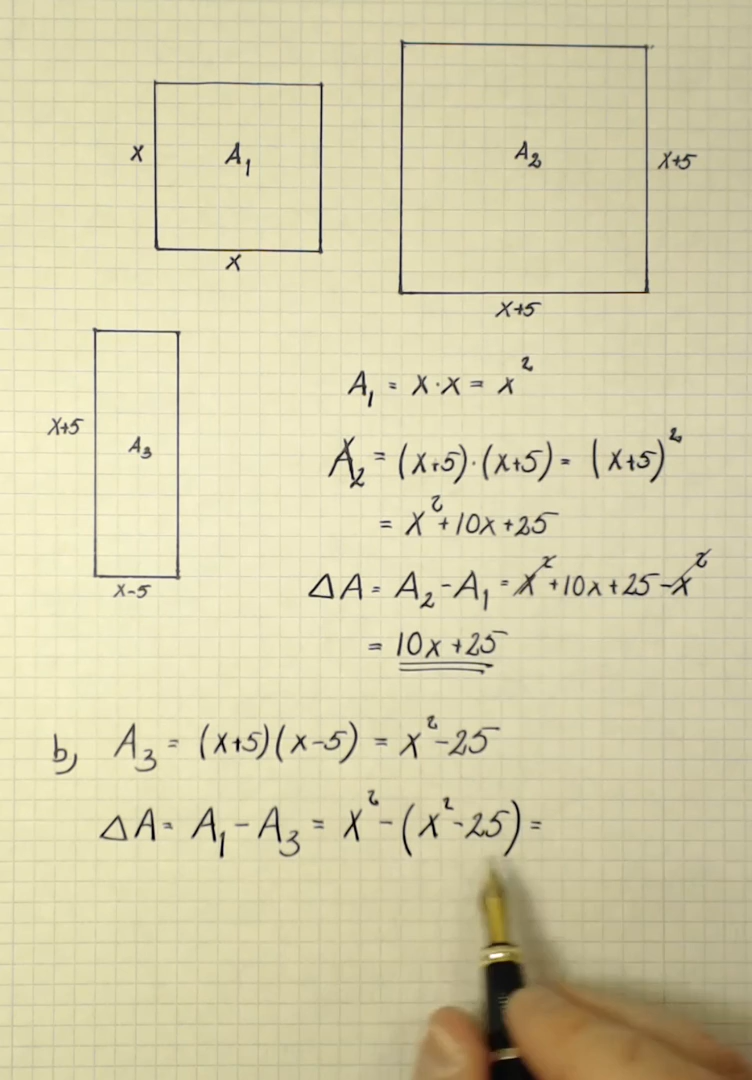 x
A₁
x
A₂
x+5
x+5
x+5
A₃
x-5
A₁ = x·x = x²
A₂ = (x+5)·(x+5) = (x+5)²
= x²+10x+25
ΔA = A₂-A₁ = x²+10x+25-x²
= 10x+25
b) A₃ = (x+5)(x-5) = x²-25
ΔA = A₁-A₃ = x²-(x²-25) =